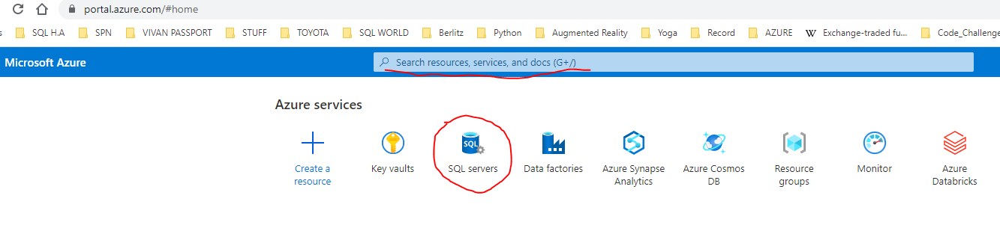 portal.azure.com/#home
s SQL H.A SPN VIVAN PASSPORT STUFF TOYOTA SQL WORLD Berlitz Python Augmented Reality Yoga Record AZURE W Exchange-traded fu... Code_Challenge
Microsoft Azure Search resources, services, and docs (G+/)
Azure services
SQL
Create a resource Key vaults SQL servers Data factories Azure Synapse Analytics Azure Cosmos DB Resource groups Monitor Azure Databricks